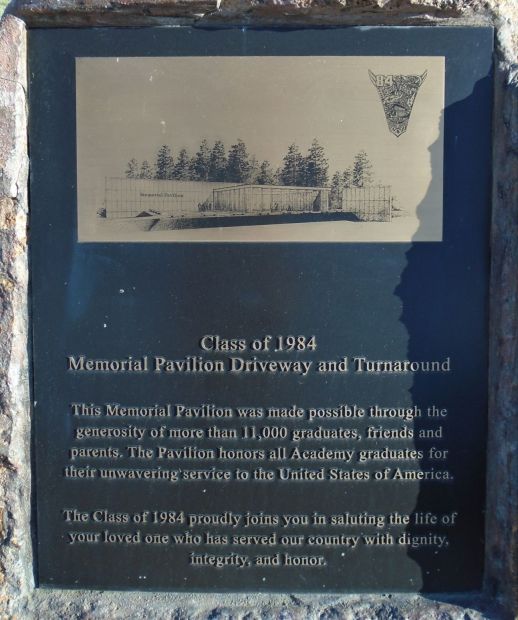 84
Memorial Pavilion
Class of 1984
Memorial Pavilion Driveway and Turnaround
This Memorial Pavilion was made possible through the
generosity of more than 11,000 graduates, friends and
parents. The Pavilion honors all Academy graduates for
their unwavering service to the United States of America.
The Class of 1984 proudly joins you in saluting the life of
your loved one who has served our country with dignity,
integrity, and honor.